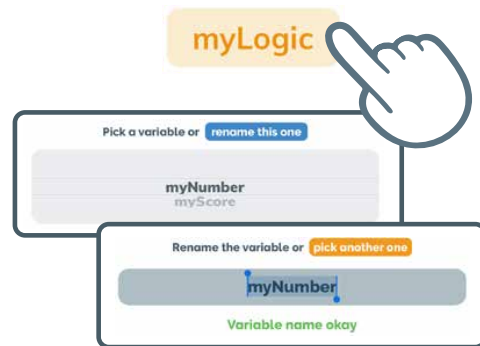 myLogic
Pick a variable or rename this one
myNumber
myScore
Rename the variable or pick another one
myNumber
Variable name okay